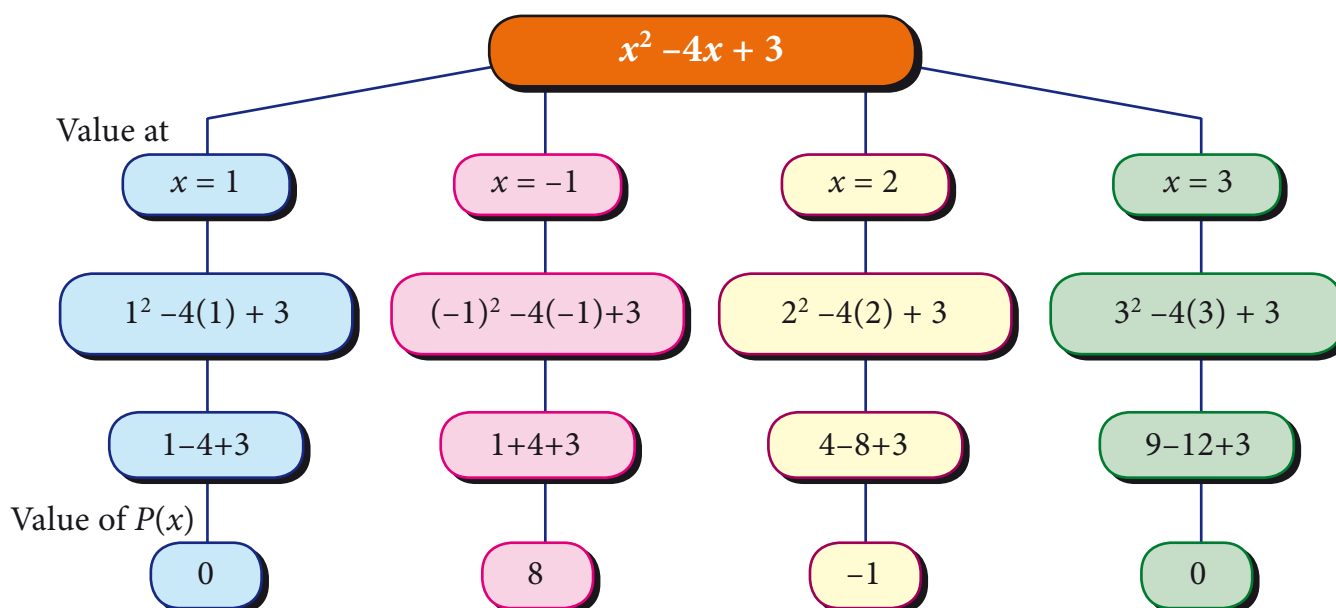 x² –4x + 3
Value at
x = 1
x = –1
x = 2
x = 3
1² –4(1) + 3
(–1)² –4(–1)+3
2² –4(2) + 3
3² –4(3) + 3
1–4+3
1+4+3
4–8+3
9–12+3
Value of P(x)
0
8
–1
0